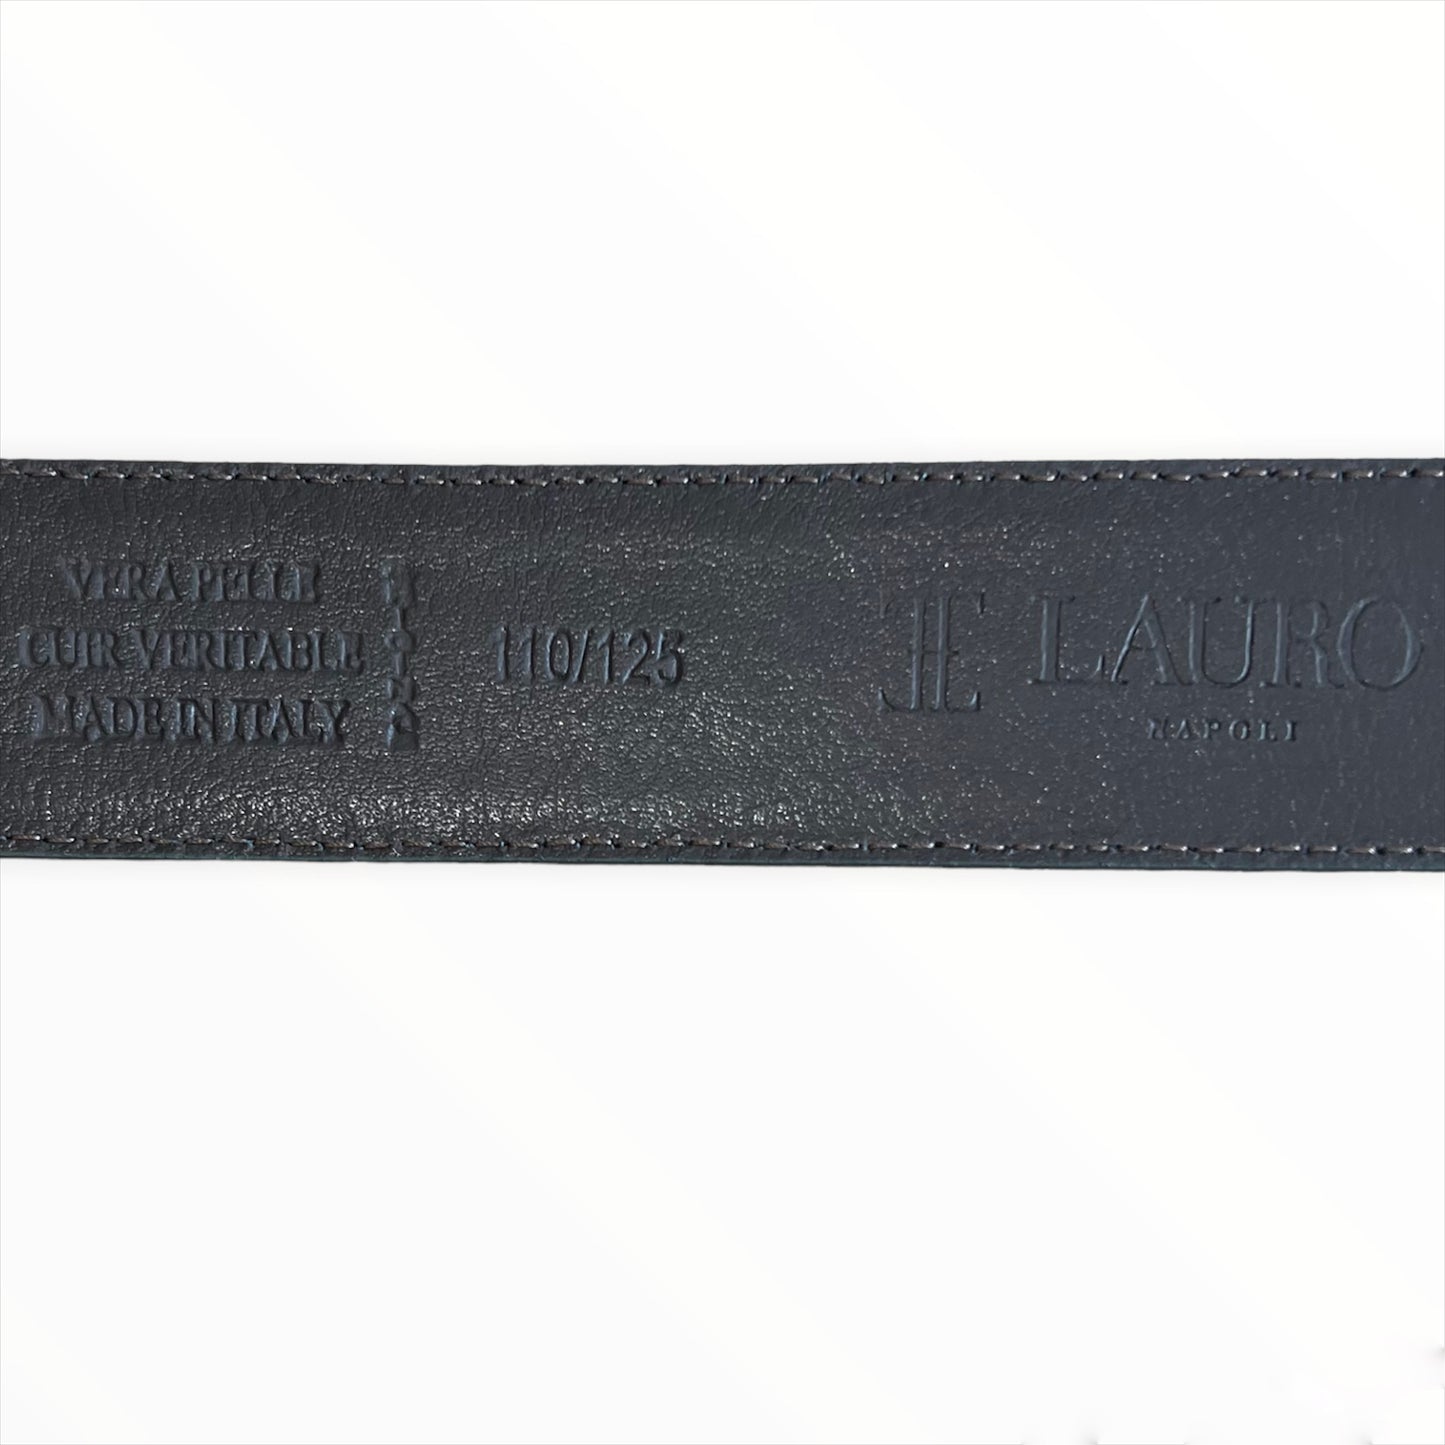 VERA PELLE
CUIR VERITABLE
MADE IN ITALY
110/125
LAURO
NAPOLI